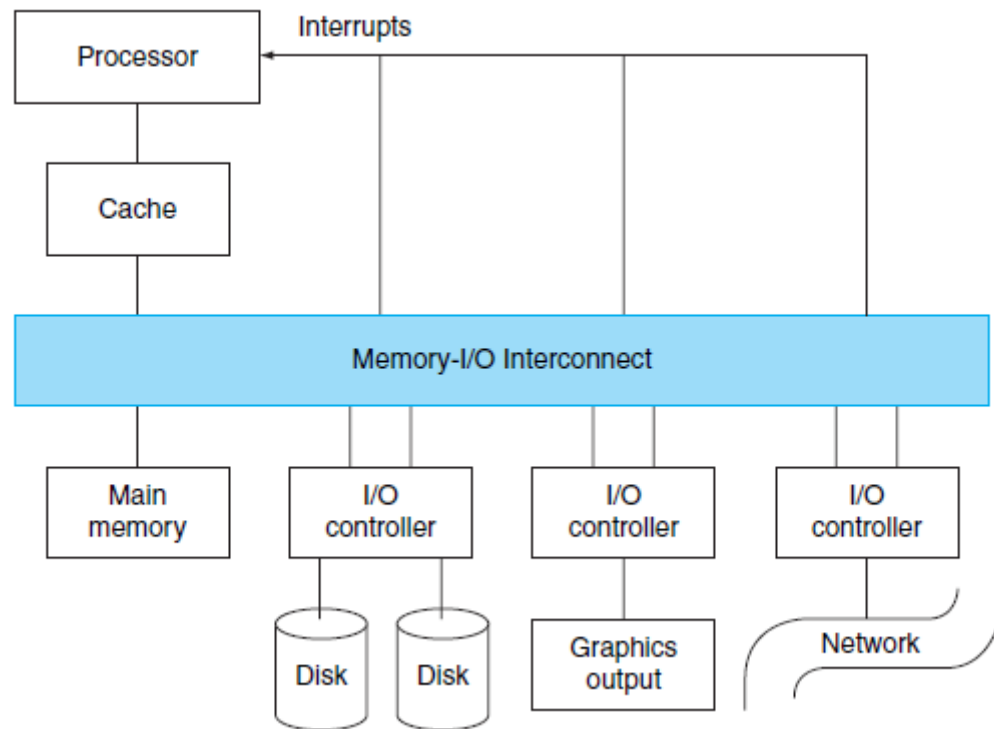 Interrupts
Processor
Cache
Memory-I/O Interconnect
Main
memory
I/O
controller
I/O
controller
I/O
controller
Disk
Disk
Graphics
output
Network